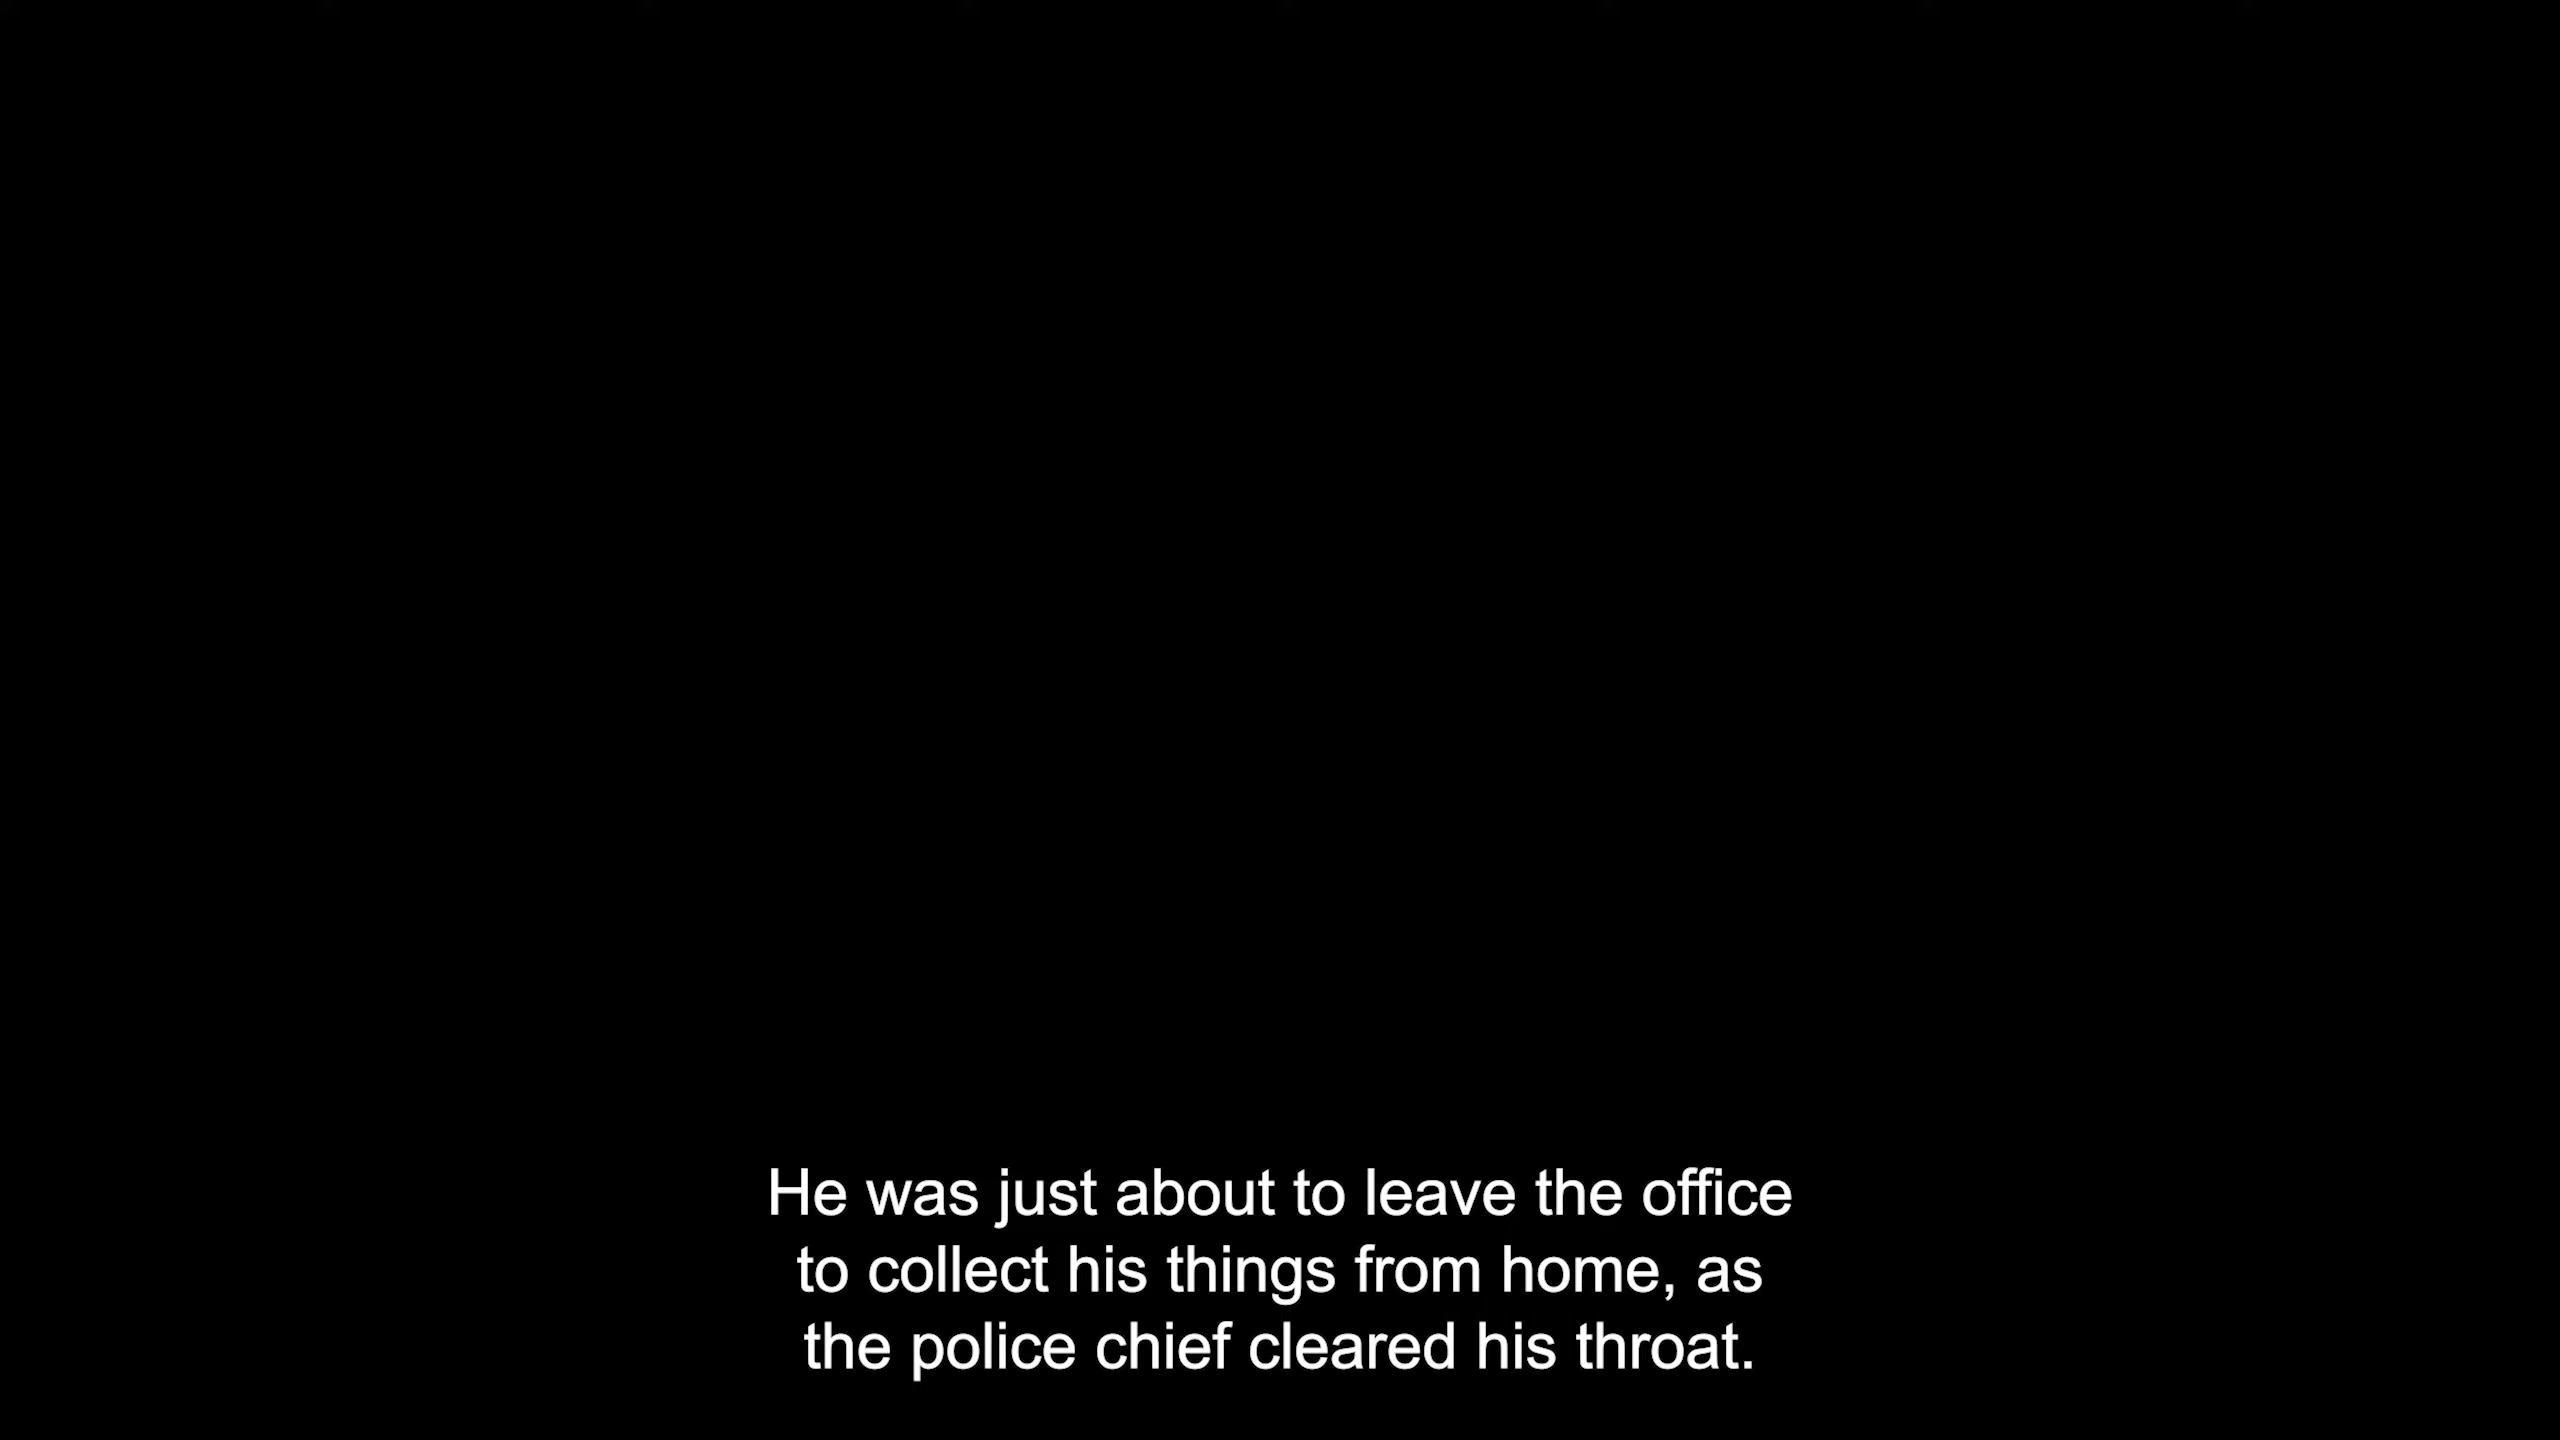 He was just about to leave the office
to collect his things from home, as
the police chief cleared his throat.